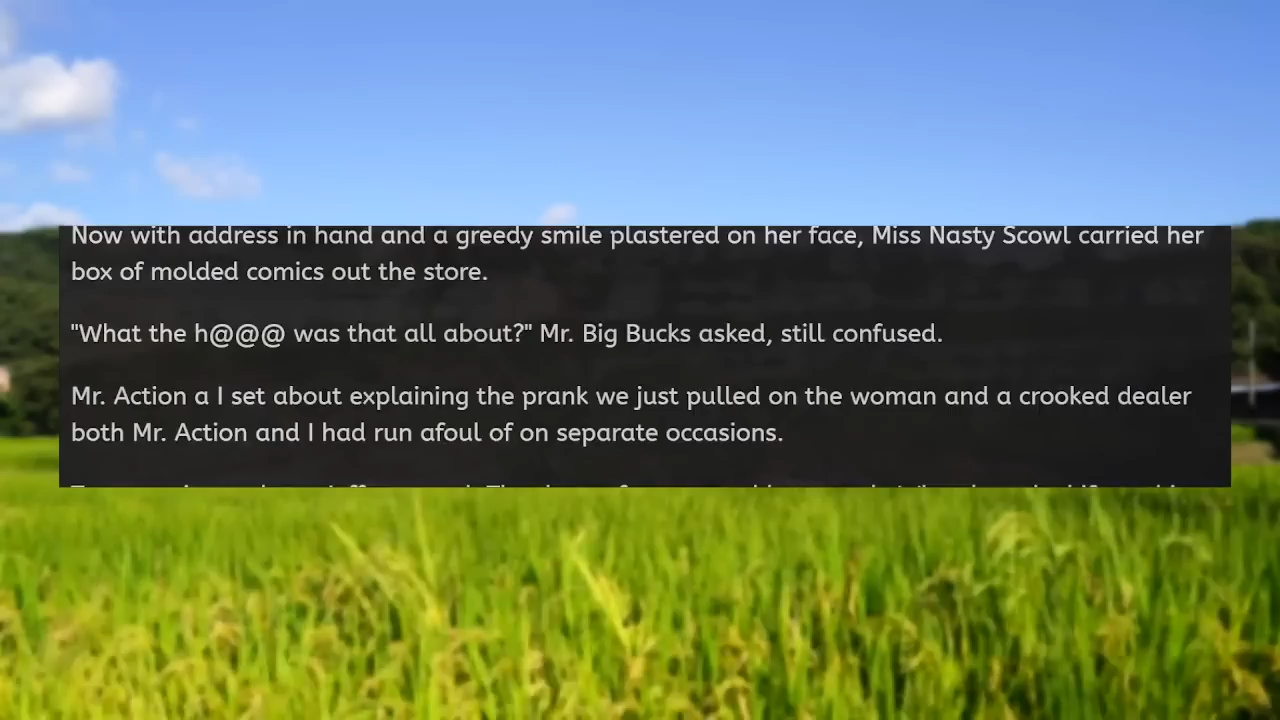 Now with address in hand and a greedy smile plastered on her face, Miss Nasty Scowl carried her
box of molded comics out the store.
"What the h@@@ was that all about?" Mr. Big Bucks asked, still confused.
Mr. Action a I set about explaining the prank we just pulled on the woman and a crooked dealer
both Mr. Action and I had run afoul of on separate occasions.